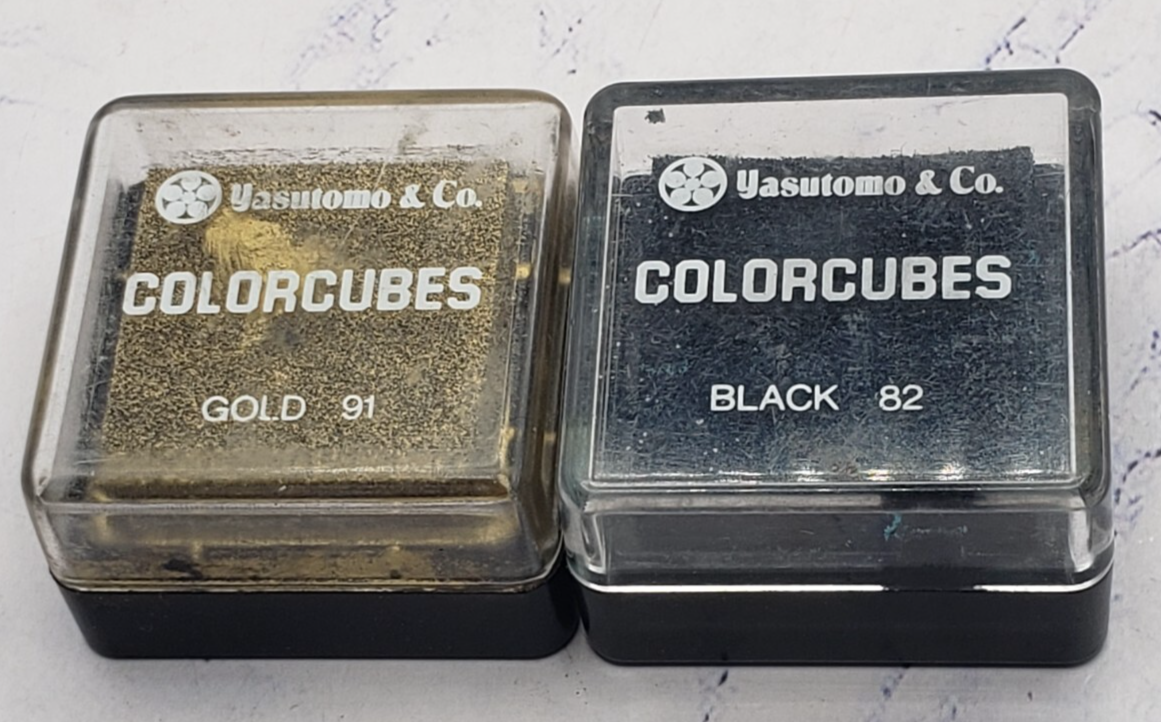 Yasutomo & Co.
COLORCUBES
GOLD 91
Yasutomo & Co.
COLORCUBES
BLACK 82